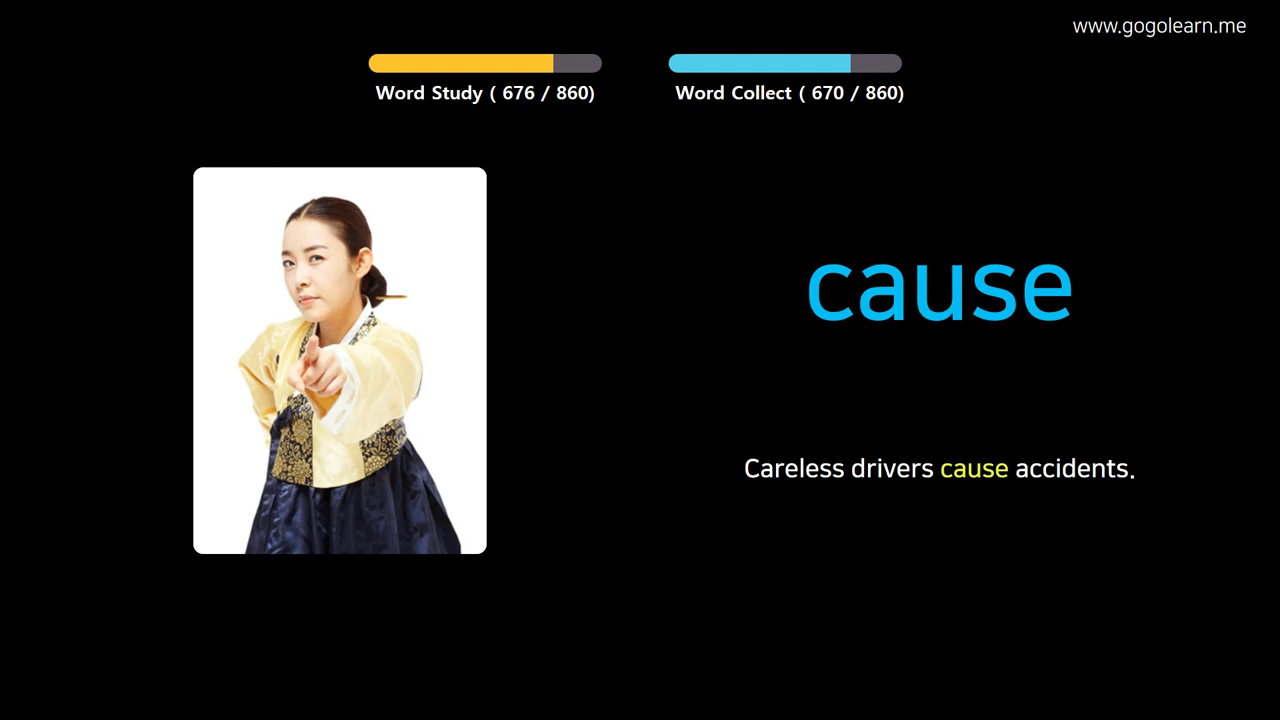 www.gogolearn.me
Word Study ( 676 / 860)
Word Collect ( 670 / 860)
cause
Careless drivers cause accidents.